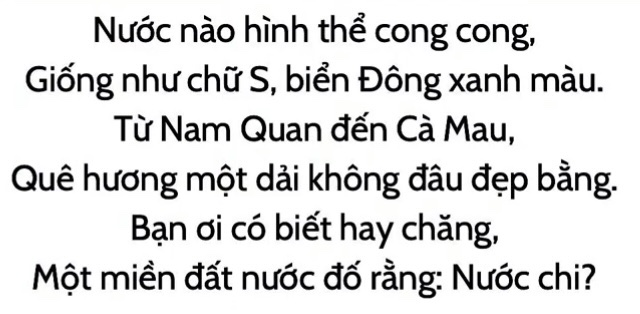 Nước nào hình thể cong cong,
Giống như chữ S, biển Đông xanh màu.
Từ Nam Quan đến Cà Mau,
Quê hương một dải không đâu đẹp bằng.
Bạn ơi có biết hay chăng,
Một miền đất nước đố rằng: Nước chi?